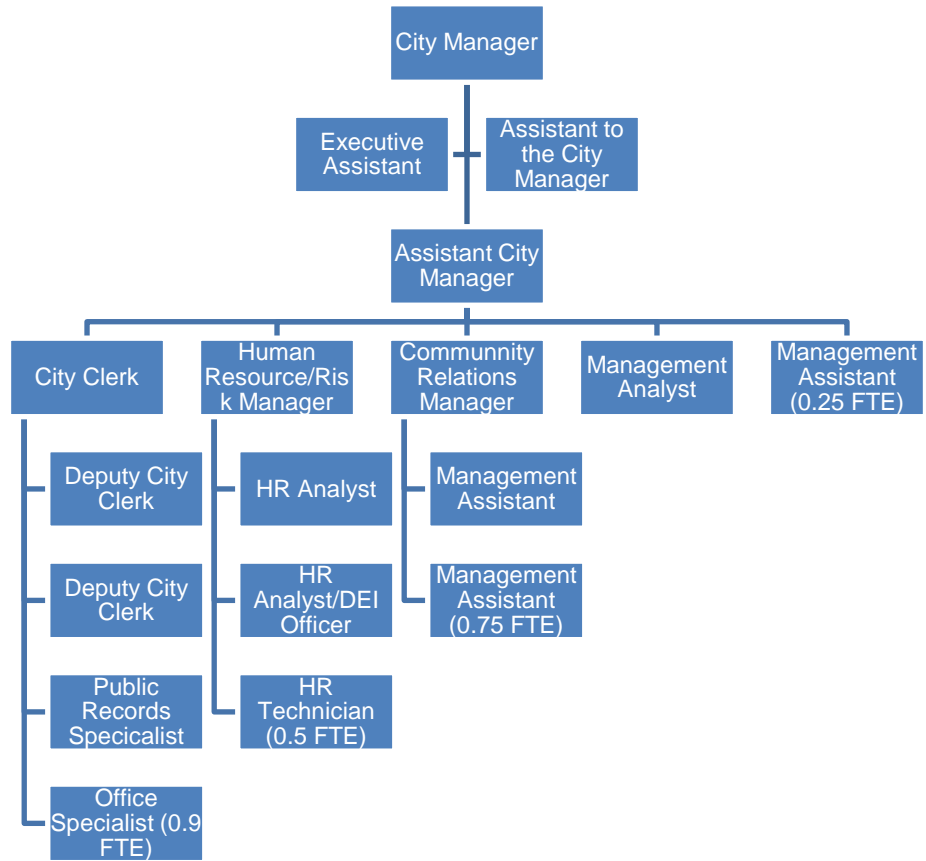 City Manager
Executive
Assistant
Assistant to
the City
Manager
Assistant City
Manager
City Clerk
Human
Resource/Ris
k Manager
Communnity
Relations
Manager
Management
Analyst
Management
Assistant
(0.25 FTE)
Deputy City
Clerk
Deputy City
Clerk
Public
Records
Specicalist
Office
Specialist (0.9
FTE)
HR Analyst
HR
Analyst/DEI
Officer
HR
Technician
(0.5 FTE)
Management
Assistant
Management
Assistant
(0.75 FTE)